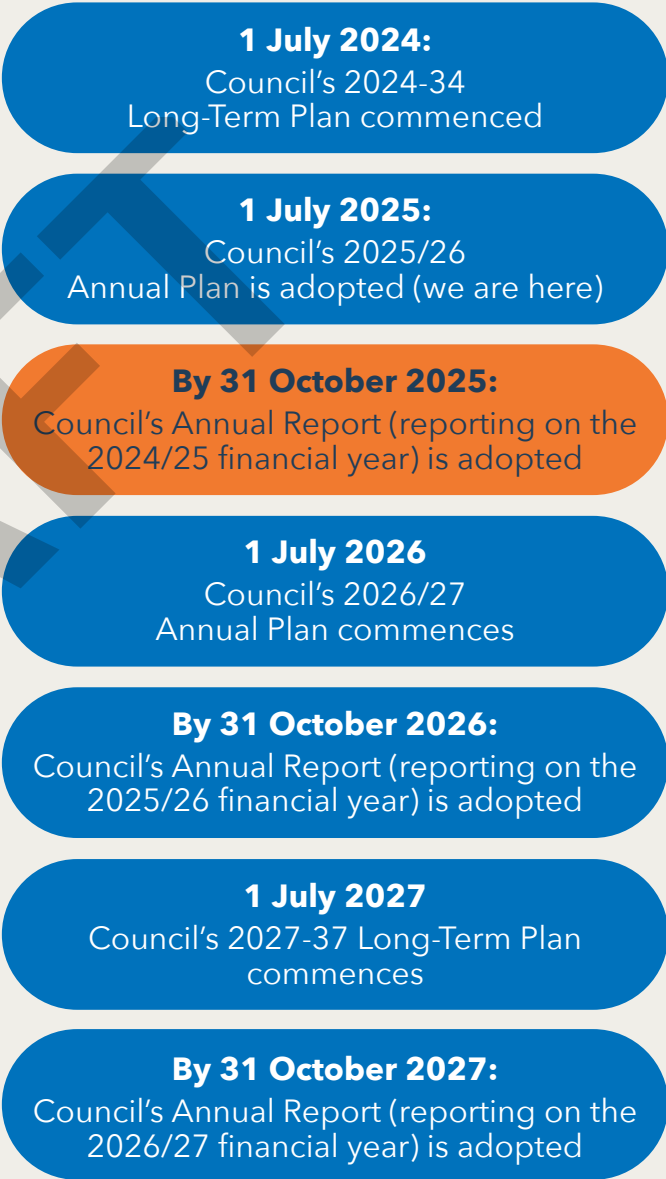 1 July 2024:
Council’s 2024-34
Long-Term Plan commenced
1 July 2025:
Council’s 2025/26
Annual Plan is adopted (we are here)
By 31 October 2025:
Council’s Annual Report (reporting on the
2024/25 financial year) is adopted
1 July 2026
Council’s 2026/27
Annual Plan commences
By 31 October 2026:
Council’s Annual Report (reporting on the
2025/26 financial year) is adopted
1 July 2027
Council’s 2027-37 Long-Term Plan
commences
By 31 October 2027:
Council’s Annual Report (reporting on the
2026/27 financial year) is adopted